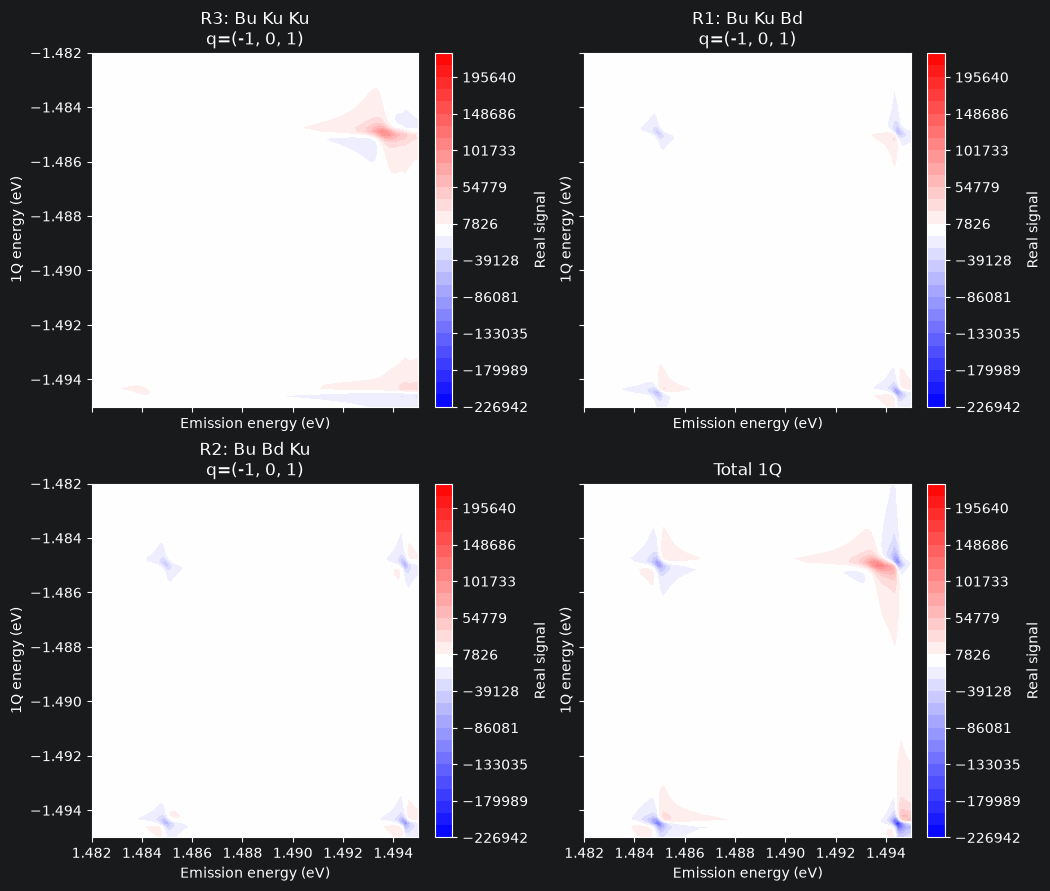 R3: Bu Ku Ku
q=(-1, 0, 1)
−1.482
−1.484
−1.486
−1.488
−1.490
−1.492
−1.494
1Q energy (eV)
Emission energy (eV)
195640
148686
101733
54779
7826
−39128
−86081
−133035
−179989
−226942
Real signal
R1: Bu Ku Bd
q=(-1, 0, 1)
1Q energy (eV)
Emission energy (eV)
195640
148686
101733
54779
7826
−39128
−86081
−133035
−179989
−226942
Real signal
R2: Bu Bd Ku
q=(-1, 0, 1)
−1.482
−1.484
−1.486
−1.488
−1.490
−1.492
−1.494
1Q energy (eV)
1.482 1.484 1.486 1.488 1.490 1.492 1.494
Emission energy (eV)
195640
148686
101733
54779
7826
−39128
−86081
−133035
−179989
−226942
Real signal
Total 1Q
1Q energy (eV)
1.482 1.484 1.486 1.488 1.490 1.492 1.494
Emission energy (eV)
195640
148686
101733
54779
7826
−39128
−86081
−133035
−179989
−226942
Real signal